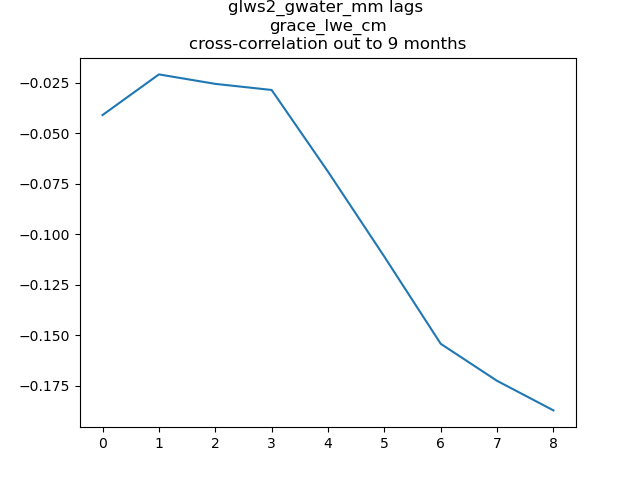 glws2_gwater_mm lags
grace_lwe_cm
cross-correlation out to 9 months
−0.025
−0.050
−0.075
−0.100
−0.125
−0.150
−0.175
0 1 2 3 4 5 6 7 8